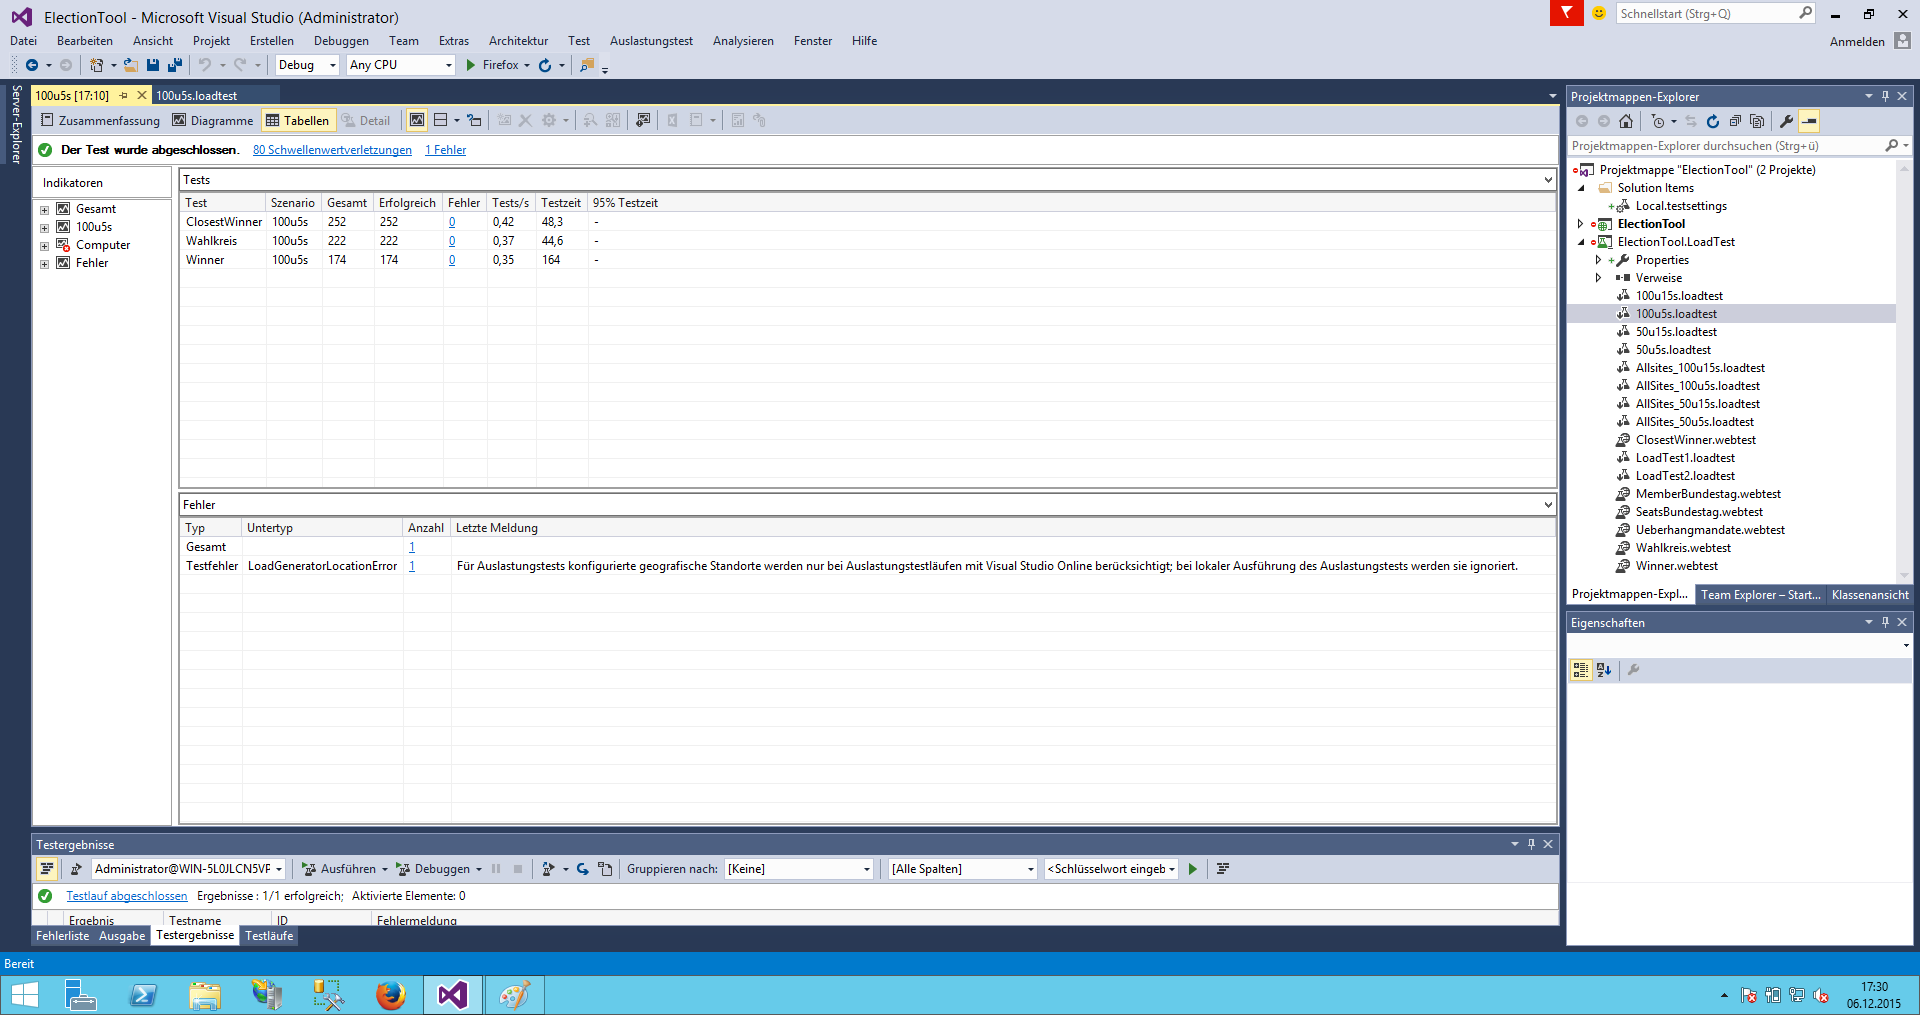 ElectionTool - Microsoft Visual Studio (Administrator)
Schnellstart (Strg+Q)
Datei Bearbeiten Ansicht Projekt Erstellen Debuggen Team Extras Architektur Test Auslastungstest Analysieren Fenster Hilfe
Anmelden
Debug Any CPU Firefox
Server-Explorer
100u5s [17:10] 100u5s.loadtest
Zusammenfassung Diagramme Tabellen Detail
Der Test wurde abgeschlossen. 80 Schwellenwertverletzungen 1 Fehler
Indikatoren
Gesamt
100u5s
Computer
Fehler
Tests
Test Szenario Gesamt Erfolgreich Fehler Tests/s Testzeit 95% Testzeit
ClosestWinner 100u5s 252 252 0 0,42 48,3 -
Wahlkreis 100u5s 222 222 0 0,37 44,6 -
Winner 100u5s 174 174 0 0,35 164 -
Fehler
Typ Untertyp Anzahl Letzte Meldung
Gesamt 1
Testfehler LoadGeneratorLocationError 1 Für Auslastungstests konfigurierte geografische Standorte werden nur bei Auslastungstestläufen mit Visual Studio Online berücksichtigt; bei lokaler Ausführung des Auslastungstests werden sie ignoriert.
Testergebnisse
Administrator@WIN-5L0JLCN5VF Ausführen Debuggen Gruppieren nach: [Keine] [Alle Spalten] <Schlüsselwort eingeb
Testlauf abgeschlossen Ergebnisse : 1/1 erfolgreich; Aktivierte Elemente: 0
Ergebnis Testname ID Fehlermeldung
Fehlerliste Ausgabe Testergebnisse Testläufe
Projektmappen-Explorer
Projektmappen-Explorer durchsuchen (Strg+ü)
Projektmappe "ElectionTool" (2 Projekte)
Solution Items
Local.testsettings
ElectionTool
ElectionTool.LoadTest
Properties
Verweise
100u15s.loadtest
100u5s.loadtest
50u15s.loadtest
50u5s.loadtest
Allsites_100u15s.loadtest
AllSites_100u5s.loadtest
AllSites_50u15s.loadtest
AllSites_50u5s.loadtest
ClosestWinner.webtest
LoadTest1.loadtest
LoadTest2.loadtest
MemberBundestag.webtest
SeatsBundestag.webtest
Ueberhangmandate.webtest
Wahlkreis.webtest
Winner.webtest
Projektmappen-Expl... Team Explorer – Start... Klassenansicht
Eigenschaften
Bereit
17:30
06.12.2015